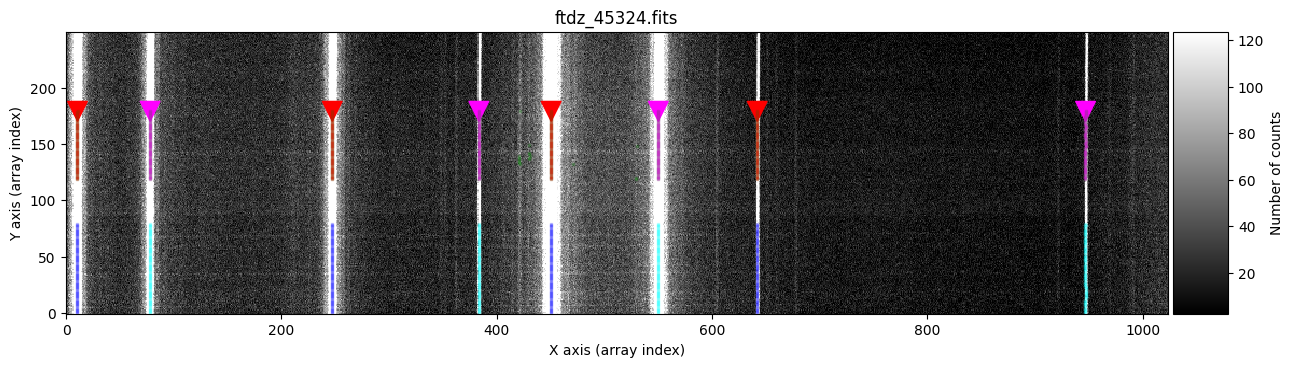 ftdz_45324.fits
Y axis (array index)
200
150
100
50
0
0 200 400 600 800 1000
X axis (array index)
120
100
80
60
40
20
Number of counts